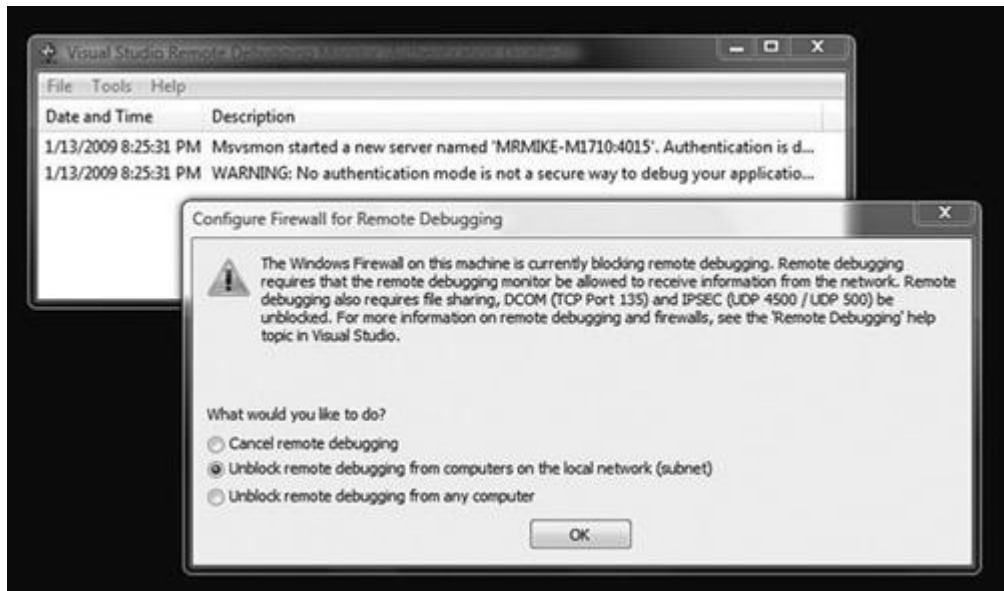 Visual Studio Remote Debugging Monitor
File Tools Help
Date and Time Description
1/13/2009 8:25:31 PM Msvsmon started a new server named 'MRMIKE-M1710:4015'. Authentication is d...
1/13/2009 8:25:31 PM WARNING: No authentication mode is not a secure way to debug your applicatio...
Configure Firewall for Remote Debugging
The Windows Firewall on this machine is currently blocking remote debugging. Remote debugging
requires that the remote debugging monitor be allowed to receive information from the network. Remote
debugging also requires file sharing, DCOM (TCP Port 135) and IPSEC (UDP 4500 / UDP 500) be
unblocked. For more information on remote debugging and firewalls, see the 'Remote Debugging' help
topic in Visual Studio.
What would you like to do?
Cancel remote debugging
Unblock remote debugging from computers on the local network (subnet)
Unblock remote debugging from any computer
OK